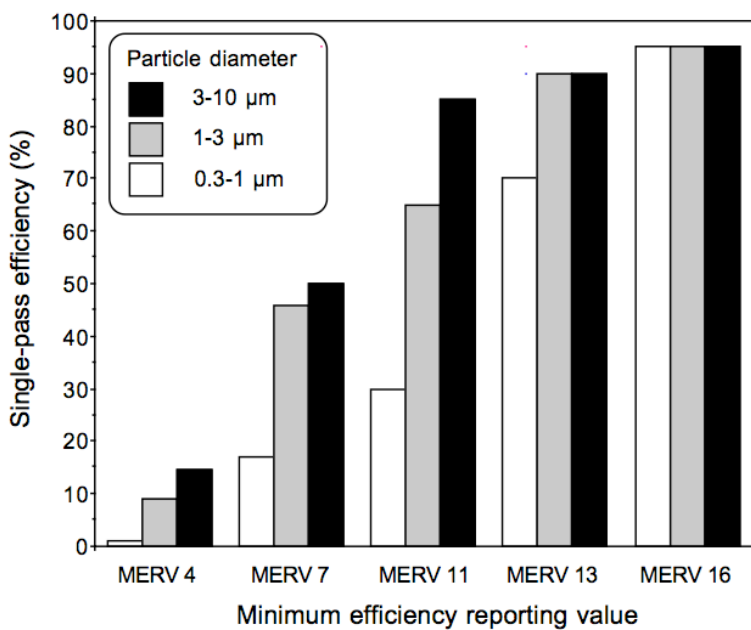 100
90
80
70
60
50
40
30
20
10
0
Single-pass efficiency (%)
Particle diameter
3-10 µm
1-3 µm
0.3-1 µm
MERV 4 MERV 7 MERV 11 MERV 13 MERV 16
Minimum efficiency reporting value